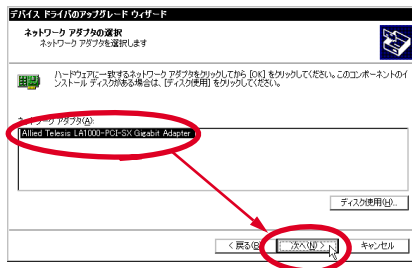 デバイス ドライバのアップグレード ウィザード
ネットワーク アダプタの選択
ネットワーク アダプタを選択します
ハードウェアに一致するネットワーク アダプタをクリックしてから [OK] をクリックしてください。このコンポーネントのイ
ンストール ディスクがある場合は、[ディスク使用] をクリックしてください。
ネットワーク アダプタ(A):
Allied Telesis LA1000-PCI-SX Gigabit Adapter
ディスク使用(H)...
< 戻る(B)
次へ(N) >
キャンセル